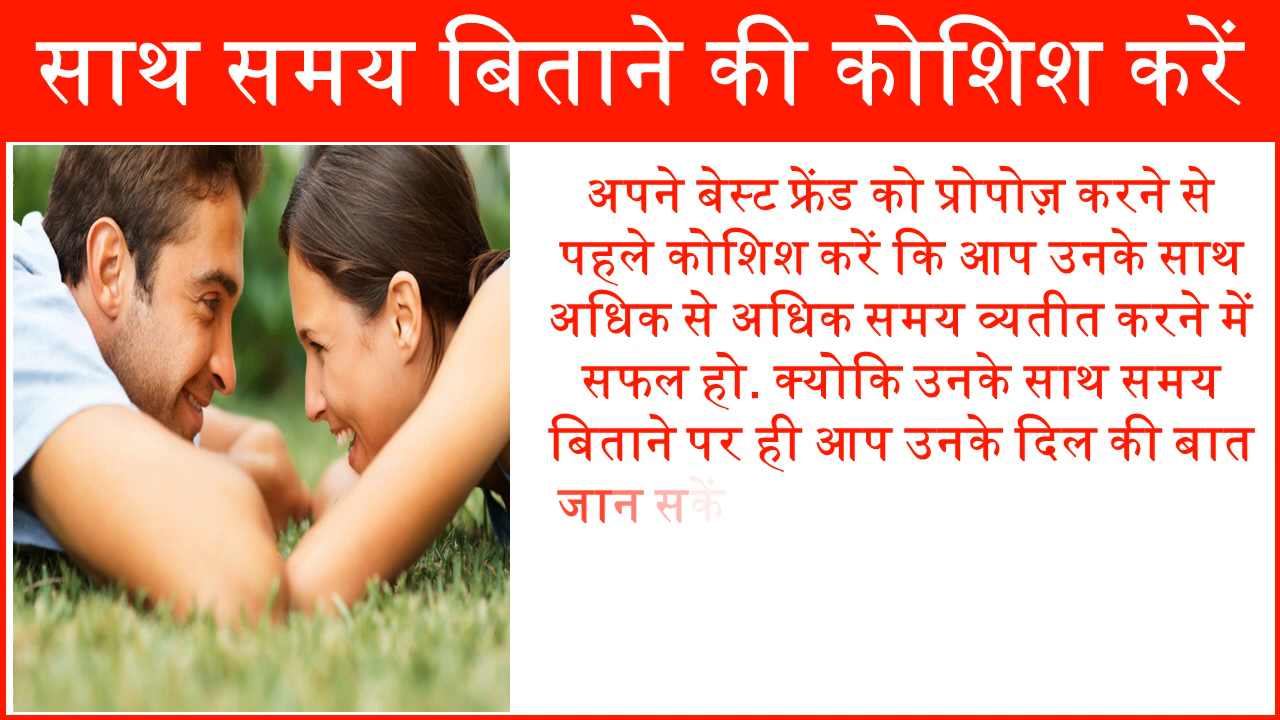 साथ समय बिताने की कोशिश करें
अपने बेस्ट फ्रेंड को प्रोपोज़ करने से
पहले कोशिश करें कि आप उनके साथ
अधिक से अधिक समय व्यतीत करने में
सफल हो. क्योकि उनके साथ समय
बिताने पर ही आप उनके दिल की बात
जान सकें